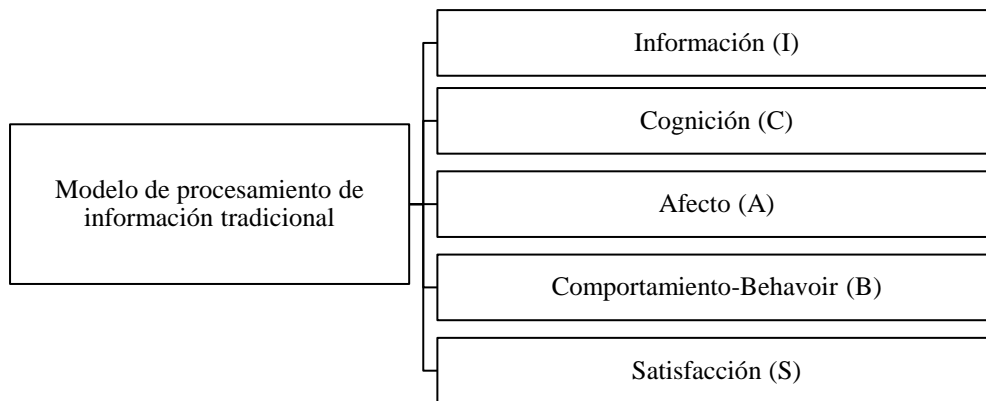 Modelo de procesamiento de
información tradicional
Información (I)
Cognición (C)
Afecto (A)
Comportamiento-Behavoir (B)
Satisfacción (S)